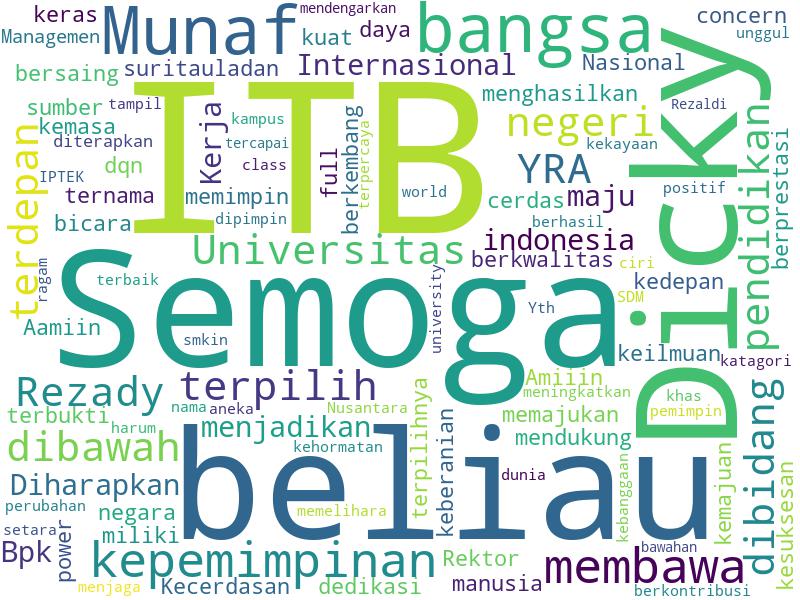 keras
Munaf
mendengarkan
bangsa
concern
Managemen
kuat
daya
unggul
bersaing
suritauladan
Internasional
Nasional
Dicky
sumber
tampil
ITB
Kerja
kampus
menghasilkan
Rezaldi
kemasa
terdepan
diterapkan
tercapai
full
berkembang
terpercaya
negeri
kekayaan
pendidikan
berprestasi
dqn
class
IPTEK
YRA
ternama
memimpin
world
cerdas
maju
positif
bicara
dipimpin
berhasil
Universitas
indonesia
berkwalitas
ciri
ragam
terbaik
Semoga
university
kedepan
SDM
Yth
Aamiin
smkin
keilmuan
katagori
Rezady
terpilih
Amiiin
meningkatkan
khas
pemimpin
nama
aneka
Nusantara
terpilihnya
terbukti
harum
menjadikan
keberanian
memajukan
mendukung
dibidang
dibawah
kehormatan
beliau
dunia
kebanggaan
kemajuan
kesuksesan
Diharapkan
perubahan
negara
memelihara
setara
miliki
power
Bpk
kepemimpinan
Rektor
membawa
bawahan
menjaga
Kecerdasan
dedikasi
manusia
berkontribusi